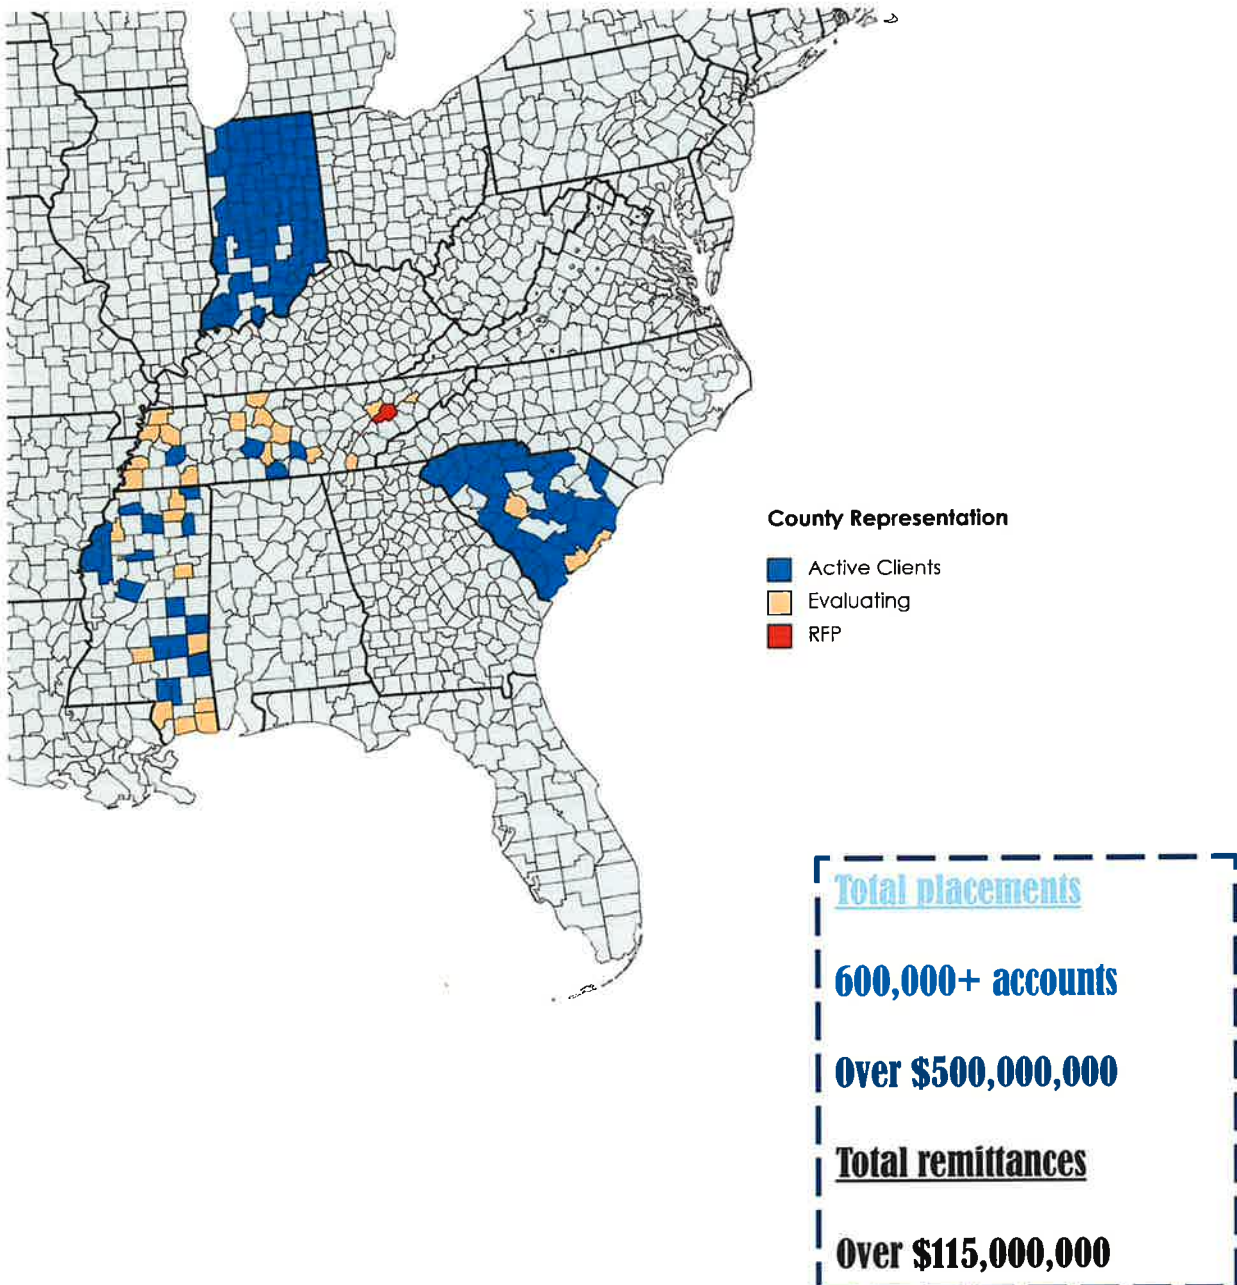 County Representation
Active Clients
Evaluating
RFP
Total placements
600,000+ accounts
Over $500,000,000
Total remittances
Over $115,000,000